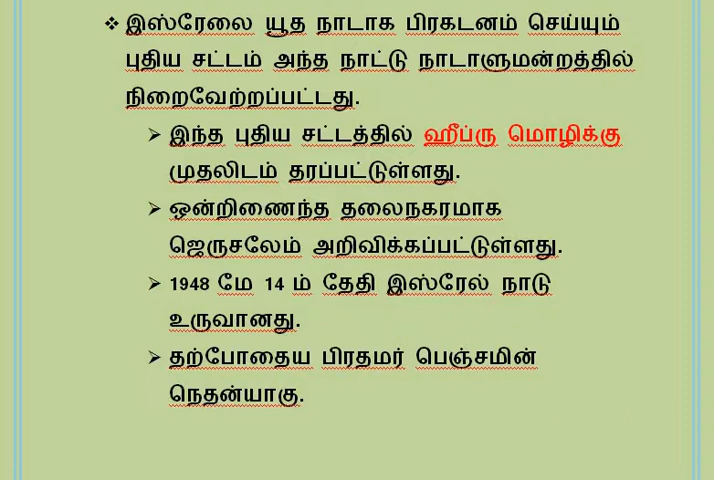 ❖ இஸ்ரேலை யூத நாடாக பிரகடனம் செய்யும்
புதிய சட்டம் அந்த நாட்டு நாடாளுமன்றத்தில்
நிறைவேற்றப்பட்டது.
➢ இந்த புதிய சட்டத்தில் ஹீப்ரு மொழிக்கு
முதலிடம் தரப்பட்டுள்ளது.
➢ ஒன்றிணைந்த தலைநகரமாக
ஜெருசலேம் அறிவிக்கப்பட்டுள்ளது.
➢ 1948 மே 14 ம் தேதி இஸ்ரேல் நாடு
உருவானது.
➢ தற்போதைய பிரதமர் பெஞ்சமின்
நெதன்யாகு.